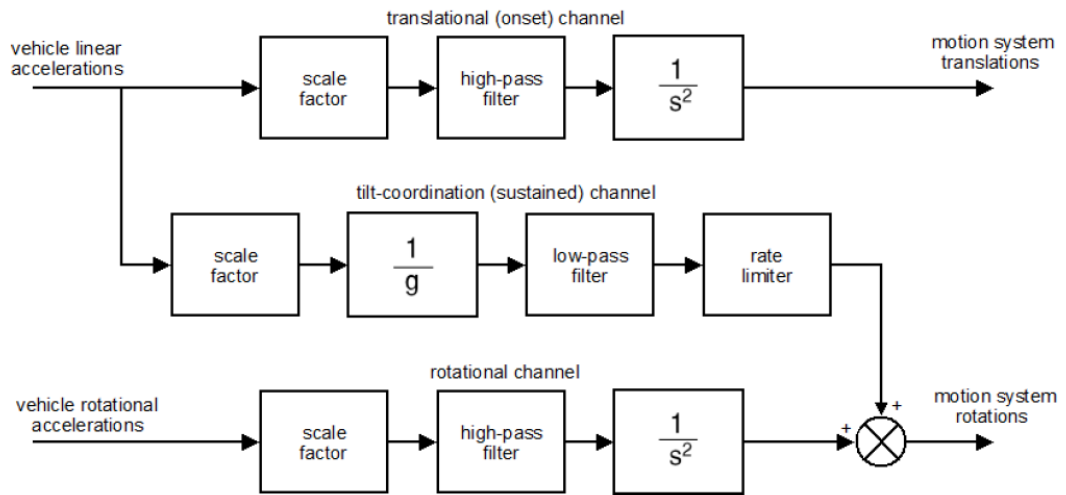 translational (onset) channel
vehicle linear
accelerations
scale
factor
high-pass
filter
1
s²
motion system
translations
tilt-coordination (sustained) channel
scale
factor
1
g
low-pass
filter
rate
limiter
rotational channel
vehicle rotational
accelerations
scale
factor
high-pass
filter
1
s²
+
+
motion system
rotations